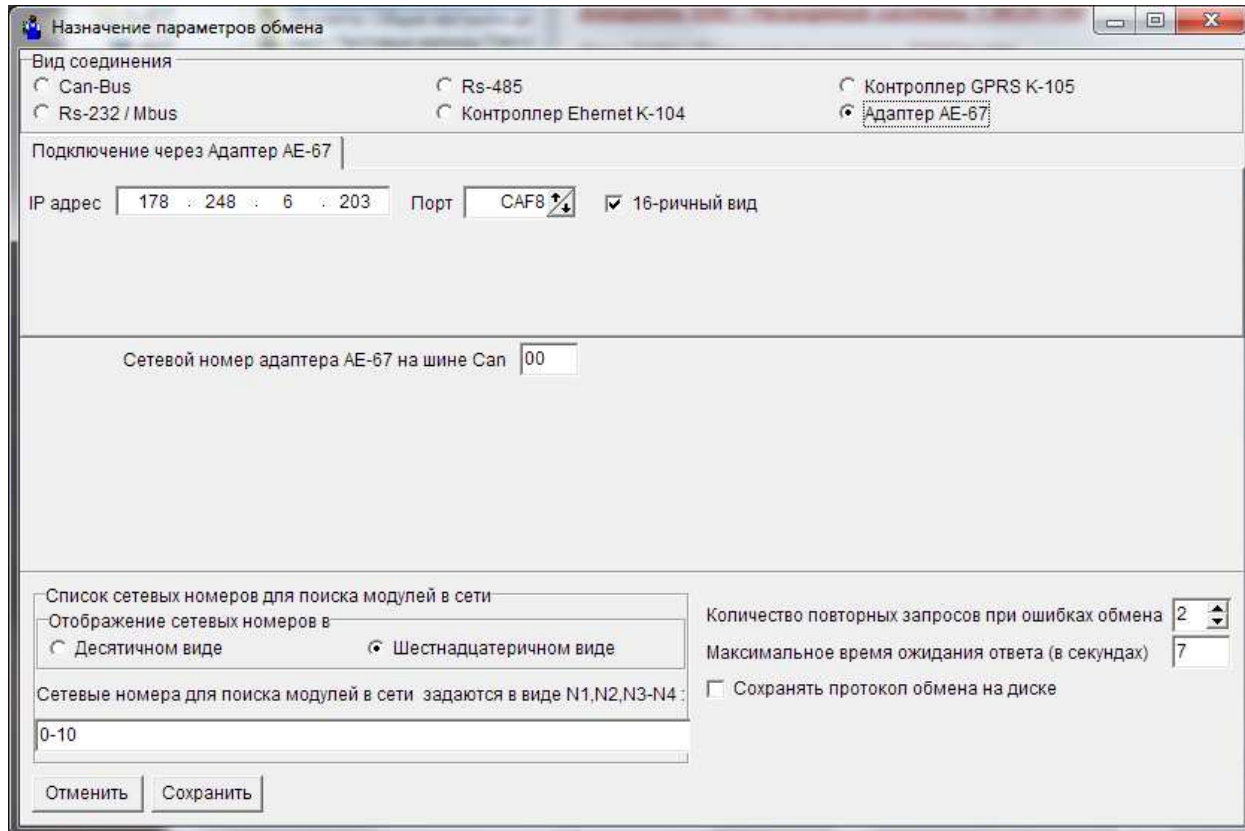 Назначение параметров обмена
Вид соединения
Can-Bus Rs-485 Контроллер GPRS K-105
Rs-232 / Mbus Контроллер Ehernet K-104 Адаптер AE-67
Подключение через Адаптер AE-67
IP адрес 178 . 248 . 6 . 203 Порт CAF8 16-ричный вид
Сетевой номер адаптера AE-67 на шине Can 00
Список сетевых номеров для поиска модулей в сети
Отображение сетевых номеров в
Десятичном виде Шестнадцатеричном виде
Сетевые номера для поиска модулей в сети задаются в виде N1,N2,N3-N4 :
0-10
Количество повторных запросов при ошибках обмена 2
Максимальное время ожидания ответа (в секундах) 7
Сохранять протокол обмена на диске
Отменить Сохранить